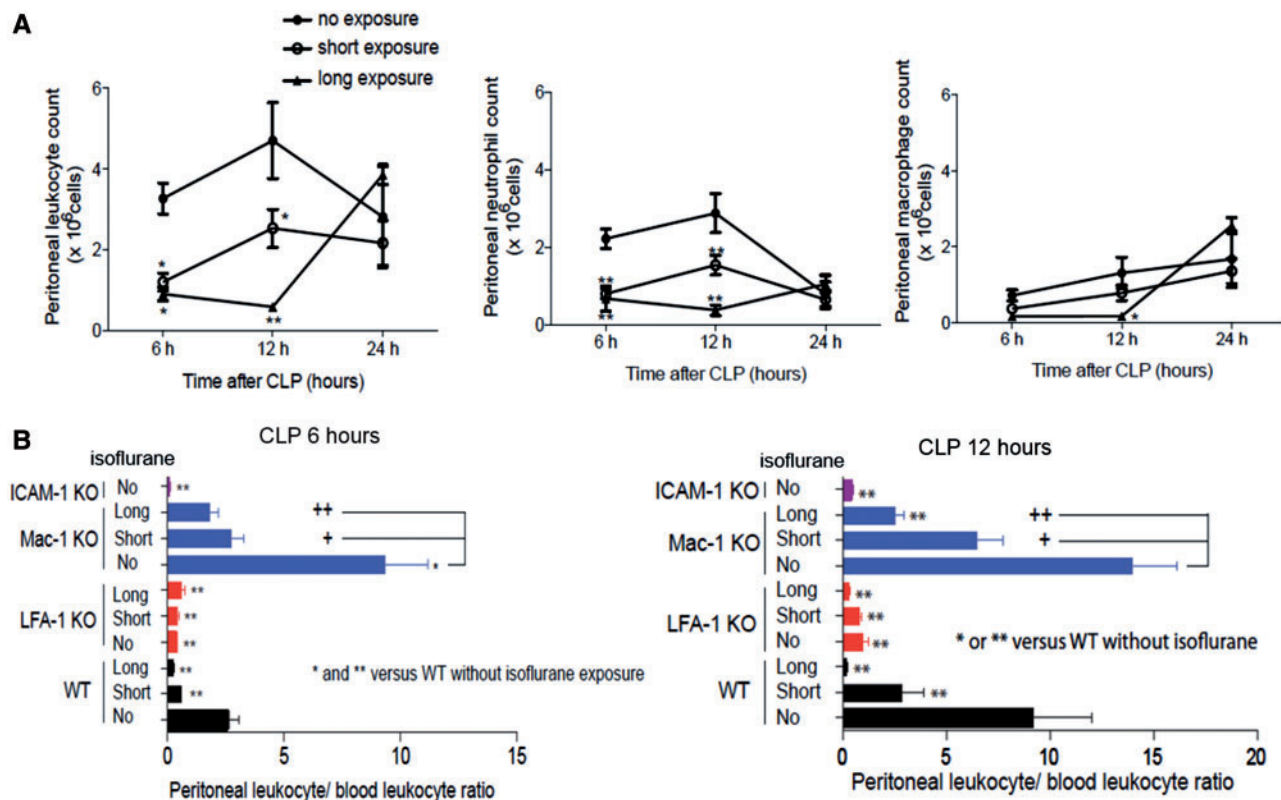 A
no exposure
short exposure
long exposure
Peritoneal leukocyte count
(x 10⁶cells)
6
4
2
0
*
*
*
**
6 h 12 h 24 h
Time after CLP (hours)
Peritoneal neutrophil count
(x 10⁶cells)
6
4
2
0
**
**
**
**
6 h 12 h 24 h
Time after CLP (hours)
Peritoneal macrophage count
(x 10⁶cells)
6
4
2
0
*
6 h 12 h 24 h
Time after CLP (hours)
B
CLP 6 hours
isoflurane
ICAM-1 KO No **
Mac-1 KO
Long ++
Short +
No *
LFA-1 KO
Long **
Short **
No **
WT
Long **
Short **
No
* and ** versus WT without isoflurane exposure
0 5 10 15
Peritoneal leukocyte/ blood leukocyte ratio
CLP 12 hours
isoflurane
ICAM-1 KO No **
Mac-1 KO
Long ** ++
Short +
No
LFA-1 KO
Long **
Short **
No **
* or ** versus WT without isoflurane
WT
Long **
Short **
No
0 5 10 15 20
Peritoneal leukocyte/ blood leukocyte ratio